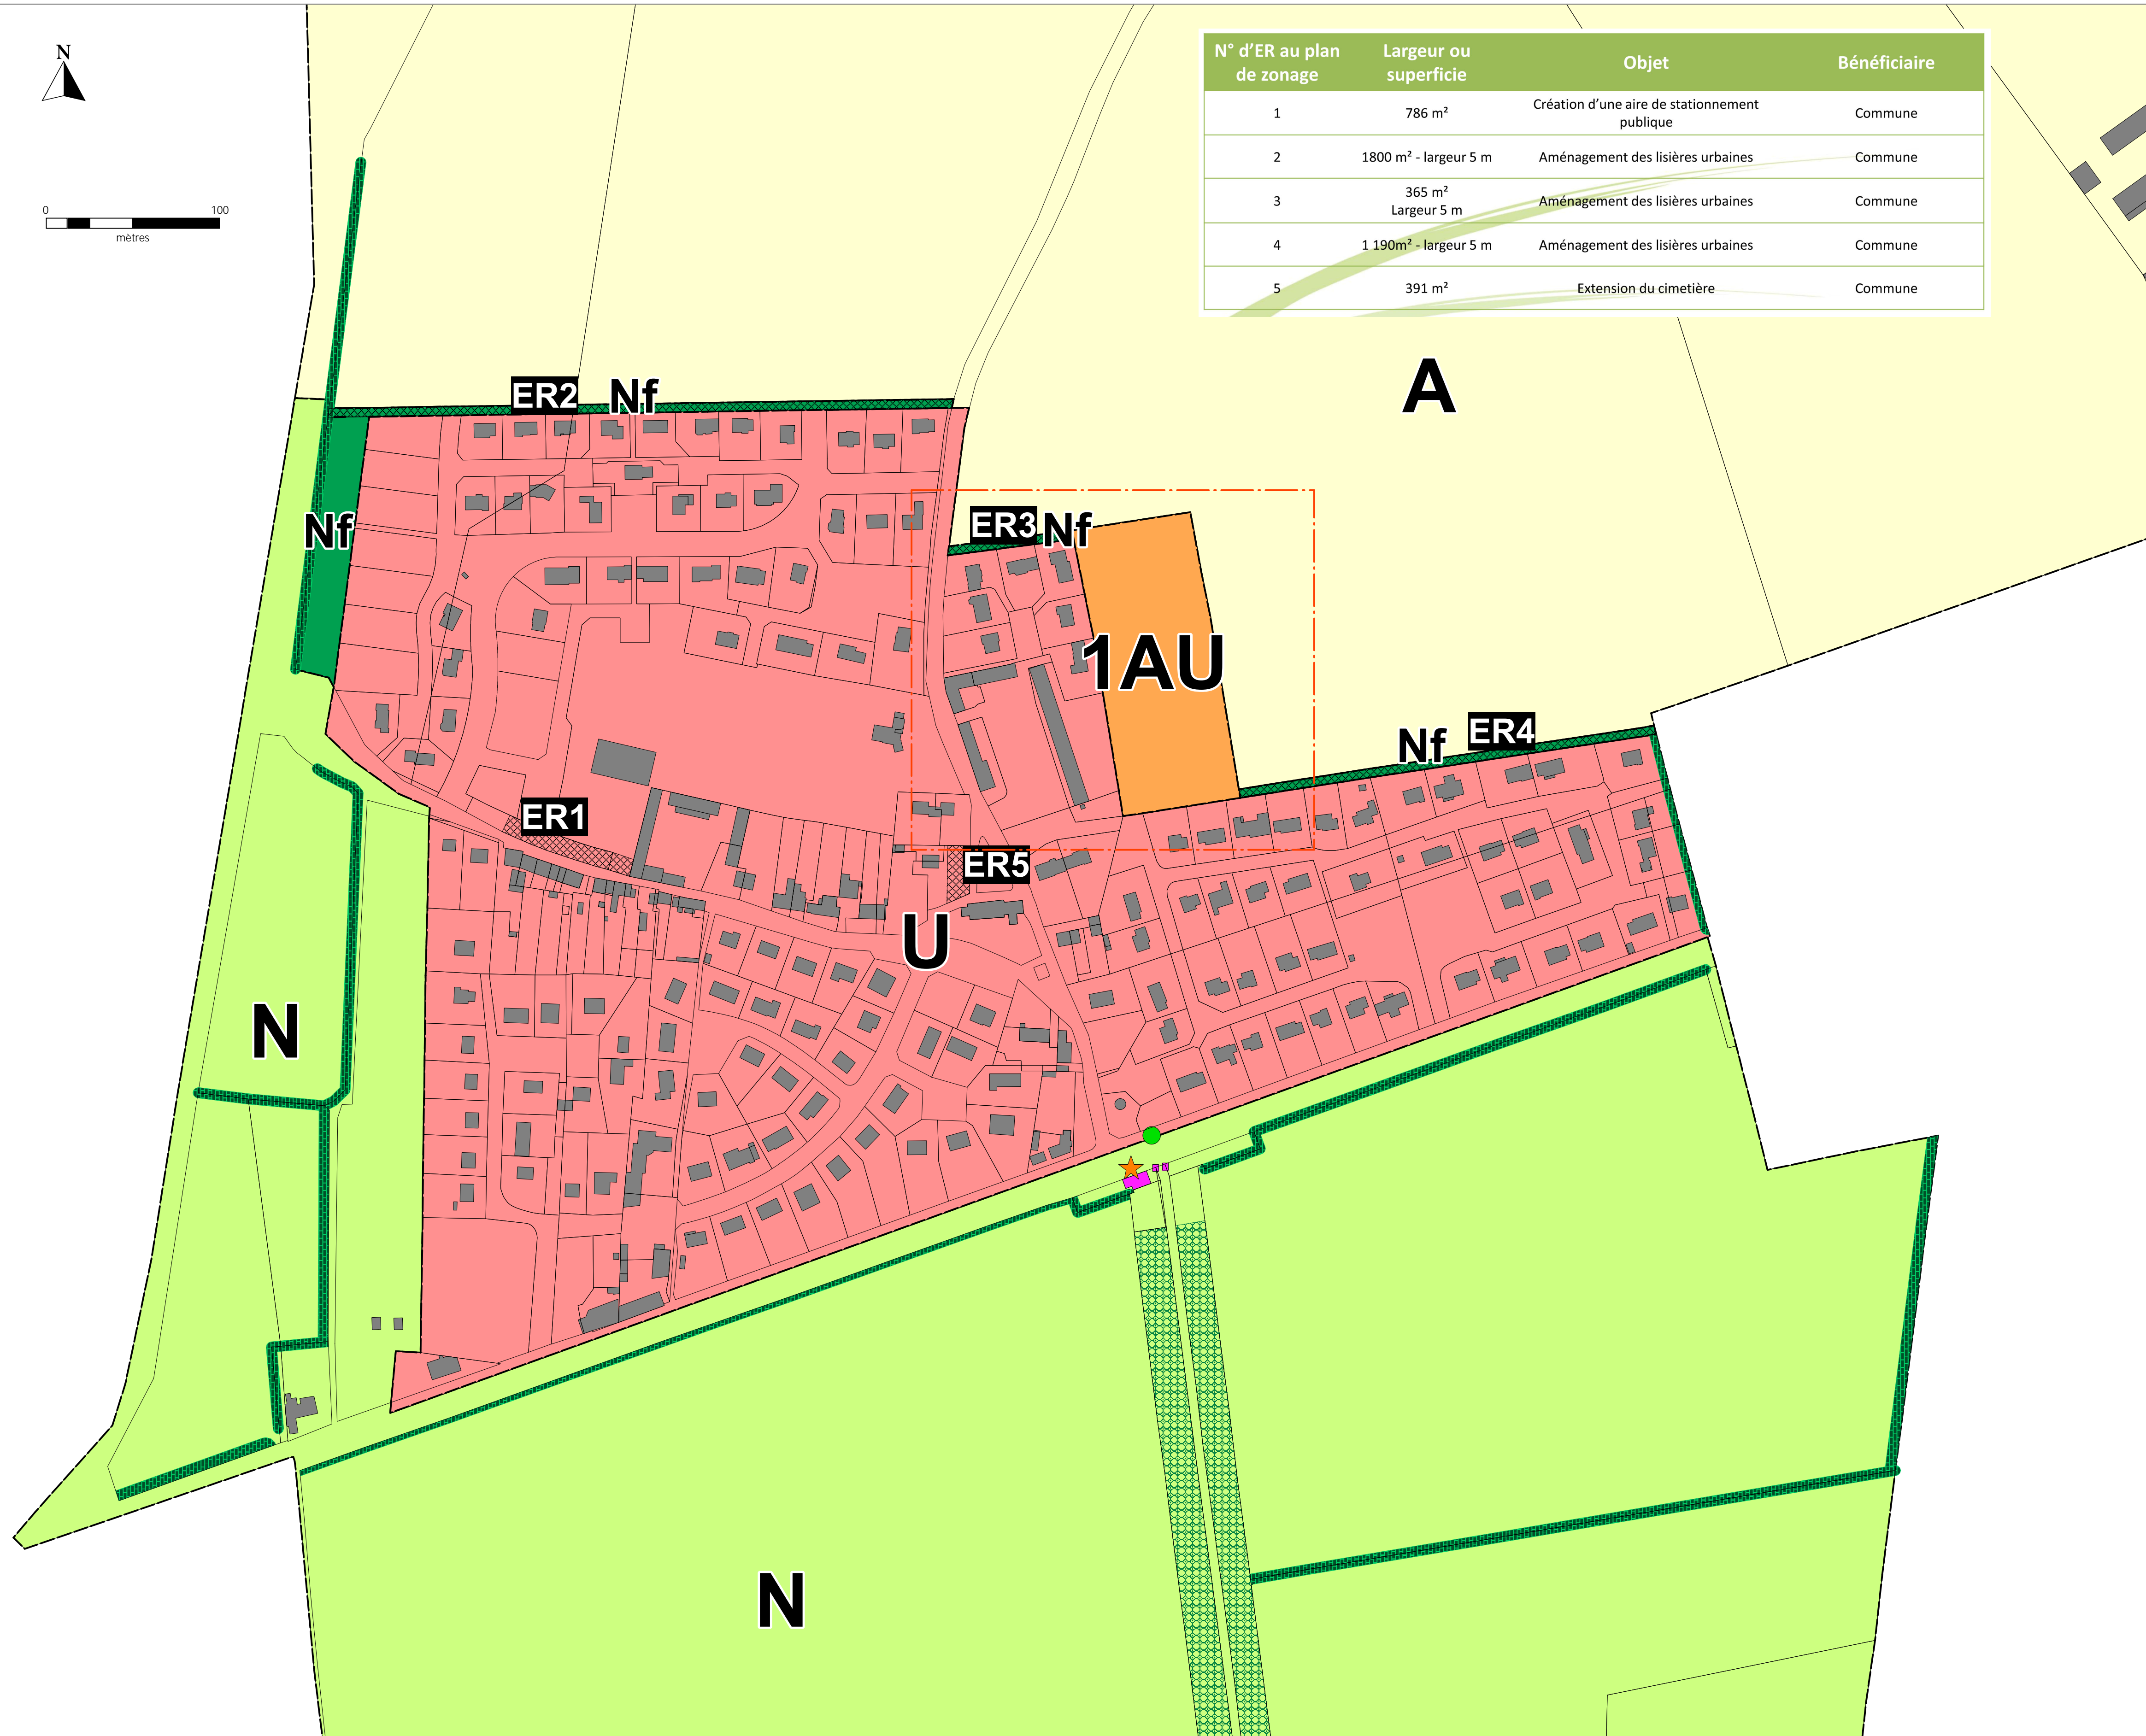 N
0 100
mètres
N° d’ER au plan de zonage
Largeur ou superficie
Objet
Bénéficiaire
1
786 m²
Création d’une aire de stationnement publique
Commune
2
1800 m² - largeur 5 m
Aménagement des lisières urbaines
Commune
3
365 m²
Largeur 5 m
Aménagement des lisières urbaines
Commune
4
1 190m² - largeur 5 m
Aménagement des lisières urbaines
Commune
5
391 m²
Extension du cimetière
Commune
A
ER2 Nf
Nf
ER3 Nf
1AU
Nf ER4
ER1
ER5
U
N
N